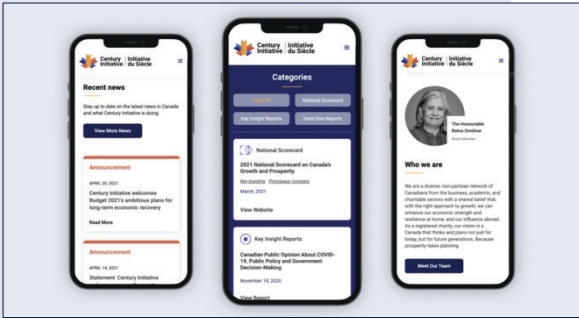 Century Initiative
Initiative du Siècle
Recent news
Stay up to date on the latest news in Canada
and what Century Initiative is doing.
View More News
Announcement
APRIL 20, 2021
Century Initiative welcomes
Budget 2021's ambitious plans for
long-term economic recovery
Read More
Announcement
APRIL 14, 2021
Statement: Century Initiative
Century Initiative
Initiative du Siècle
Categories
National Scorecard
Key Insight Reports
Deep Dive Reports
National Scorecard
2021 National Scorecard on Canada's
Growth and Prosperity
Key Insights Principaux constats
March, 2021
View Website
Key Insight Reports
Canadian Public Opinion About COVID-
19, Public Policy and Government
Decision-Making
November 18, 2020
View Report
Century Initiative
Initiative du Siècle
The Honourable
Ratna Omidvar
Board Member
Who we are
We are a diverse, non-partisan network of
Canadians from the business, academic, and
charitable sectors with a shared belief that,
with the right approach to growth, we can
enhance our economic strength and
resilience at home, and our influence abroad.
As a registered charity, our vision is a
Canada that thinks and plans not just for
today, but for future generations. Because
prosperity takes planning.
Meet Our Team